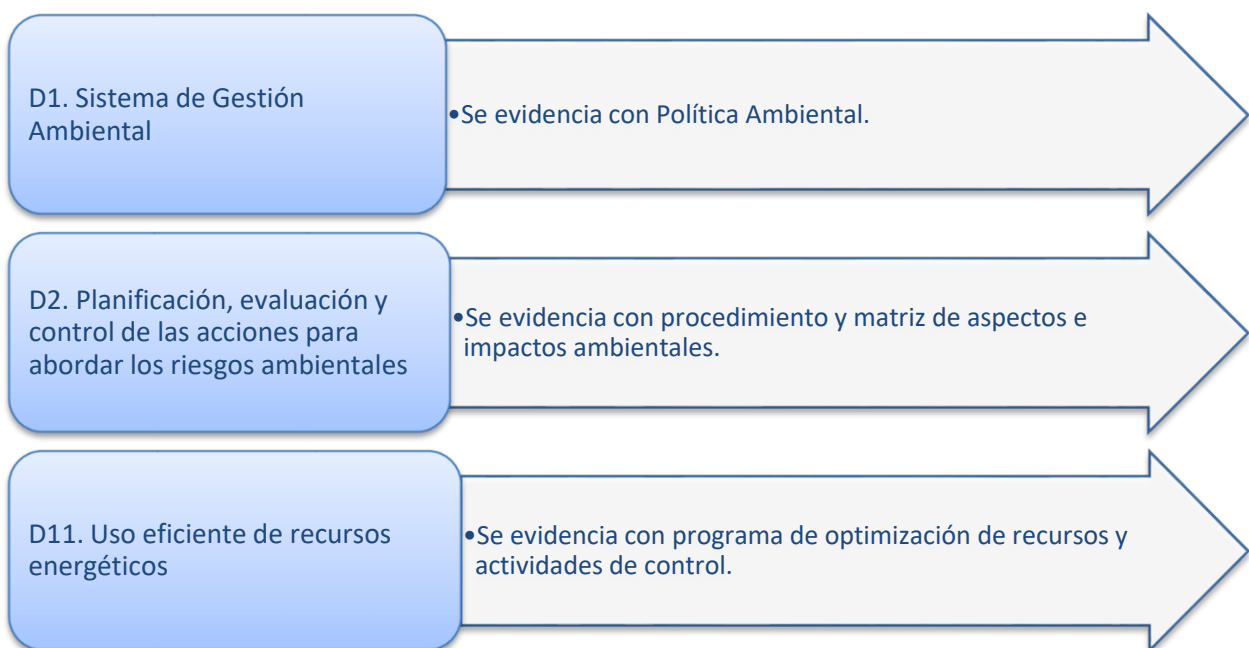 D1. Sistema de Gestión
Ambiental
•Se evidencia con Política Ambiental.
D2. Planificación, evaluación y
control de las acciones para
abordar los riesgos ambientales
•Se evidencia con procedimiento y matriz de aspectos e
impactos ambientales.
D11. Uso eficiente de recursos
energéticos
•Se evidencia con programa de optimización de recursos y
actividades de control.